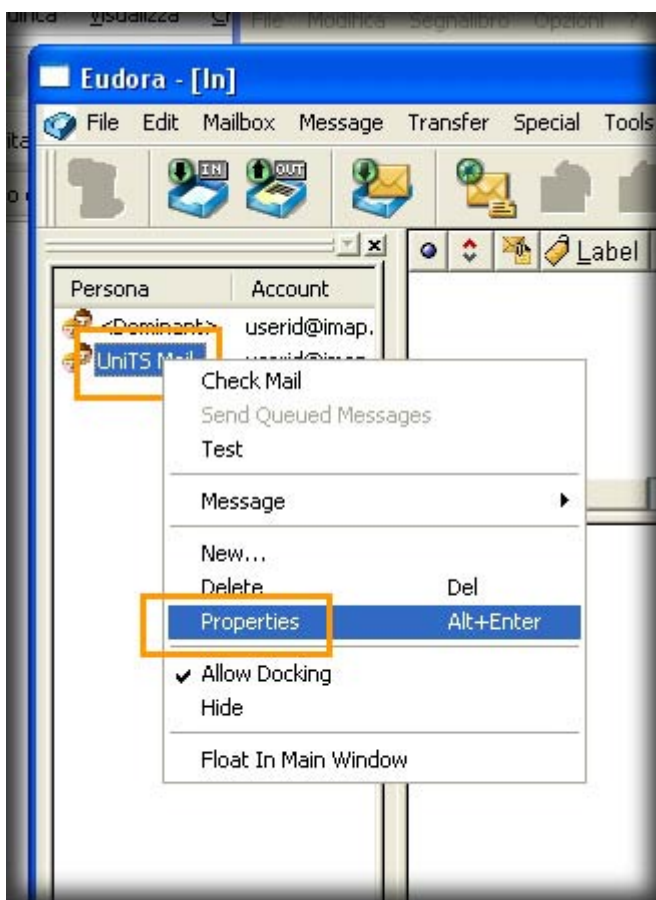 Visualizza
File Modifica Segnalibro Opzioni ?
Eudora - [In]
File Edit Mailbox Message Transfer Special Tools
IN OUT
Label
Persona Account
<Dominant> userid@imap.
UniTS Mail
Check Mail
Send Queued Messages
Test
Message
New...
Delete Del
Properties Alt+Enter
Allow Docking
Hide
Float In Main Window